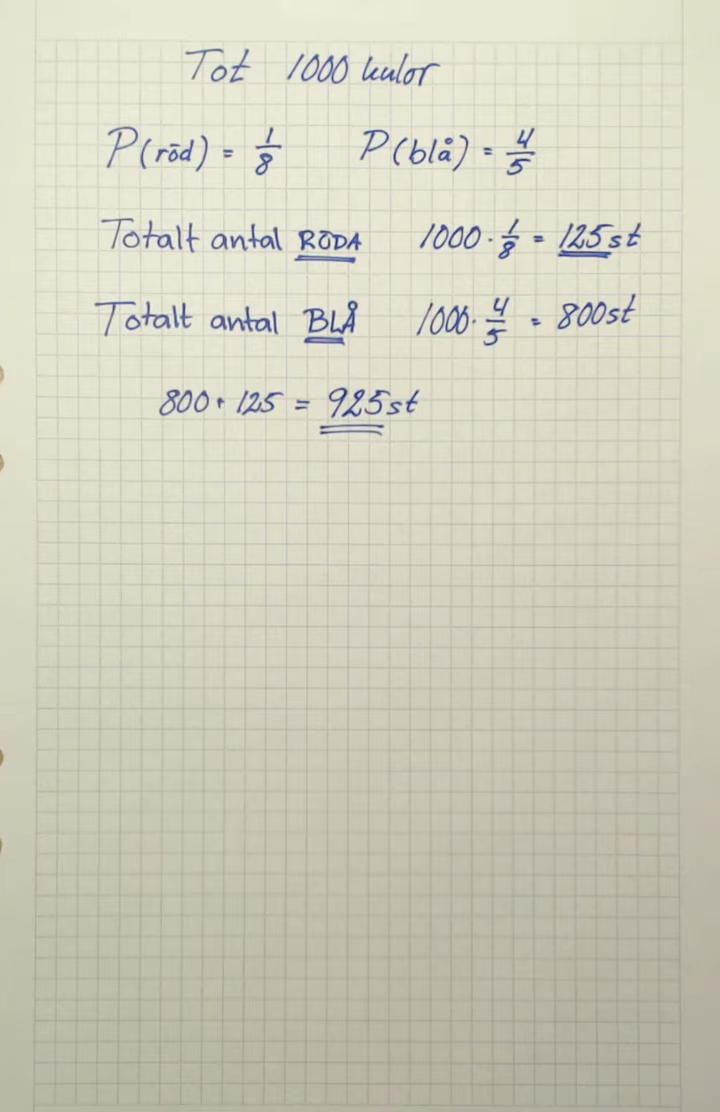 Tot 1000 kulor
P(röd) = 1/8 P(blå) = 4/5
Totalt antal RÖDA 1000 · 1/8 = 125st
Totalt antal BLÅ 1000 · 4/5 = 800st
800 + 125 = 925st